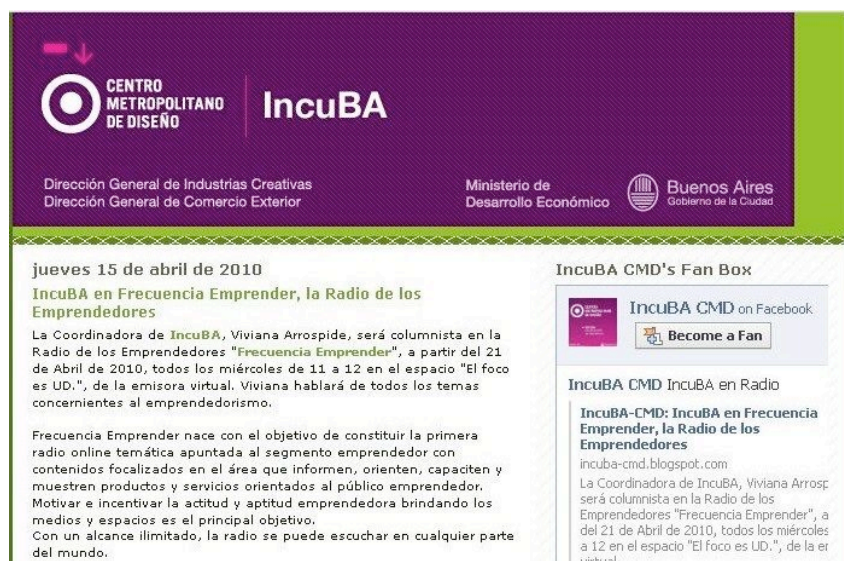 CENTRO
METROPOLITANO
DE DISEÑO
IncuBA
Dirección General de Industrias Creativas
Dirección General de Comercio Exterior
Ministerio de
Desarrollo Económico
Buenos Aires
Gobierno de la Ciudad
jueves 15 de abril de 2010
IncuBA en Frecuencia Emprender, la Radio de los
Emprendedores
La Coordinadora de IncuBA, Viviana Arrospide, será columnista en la
Radio de los Emprendedores "Frecuencia Emprender", a partir del 21
de Abril de 2010, todos los miércoles de 11 a 12 en el espacio "El foco
es UD.", de la emisora virtual. Viviana hablará de todos los temas
concernientes al emprendedorismo.
Frecuencia Emprender nace con el objetivo de constituir la primera
radio online temática apuntada al segmento emprendedor con
contenidos focalizados en el área que informen, orienten, capaciten y
muestren productos y servicios orientados al público emprendedor.
Motivar e incentivar la actitud y aptitud emprendedora brindando los
medios y espacios es el principal objetivo.
Con un alcance ilimitado, la radio se puede escuchar en cualquier parte
del mundo.
IncuBA CMD's Fan Box
IncuBA CMD on Facebook
Become a Fan
IncuBA CMD IncuBA en Radio
IncuBA-CMD: IncuBA en Frecuencia
Emprender, la Radio de los
Emprendedores
incuba-cmd.blogspot.com
La Coordinadora de IncuBA, Viviana Arrosp
será columnista en la Radio de los
Emprendedores "Frecuencia Emprender", a
del 21 de Abril de 2010, todos los miércoles
a 12 en el espacio "El foco es UD.", de la er